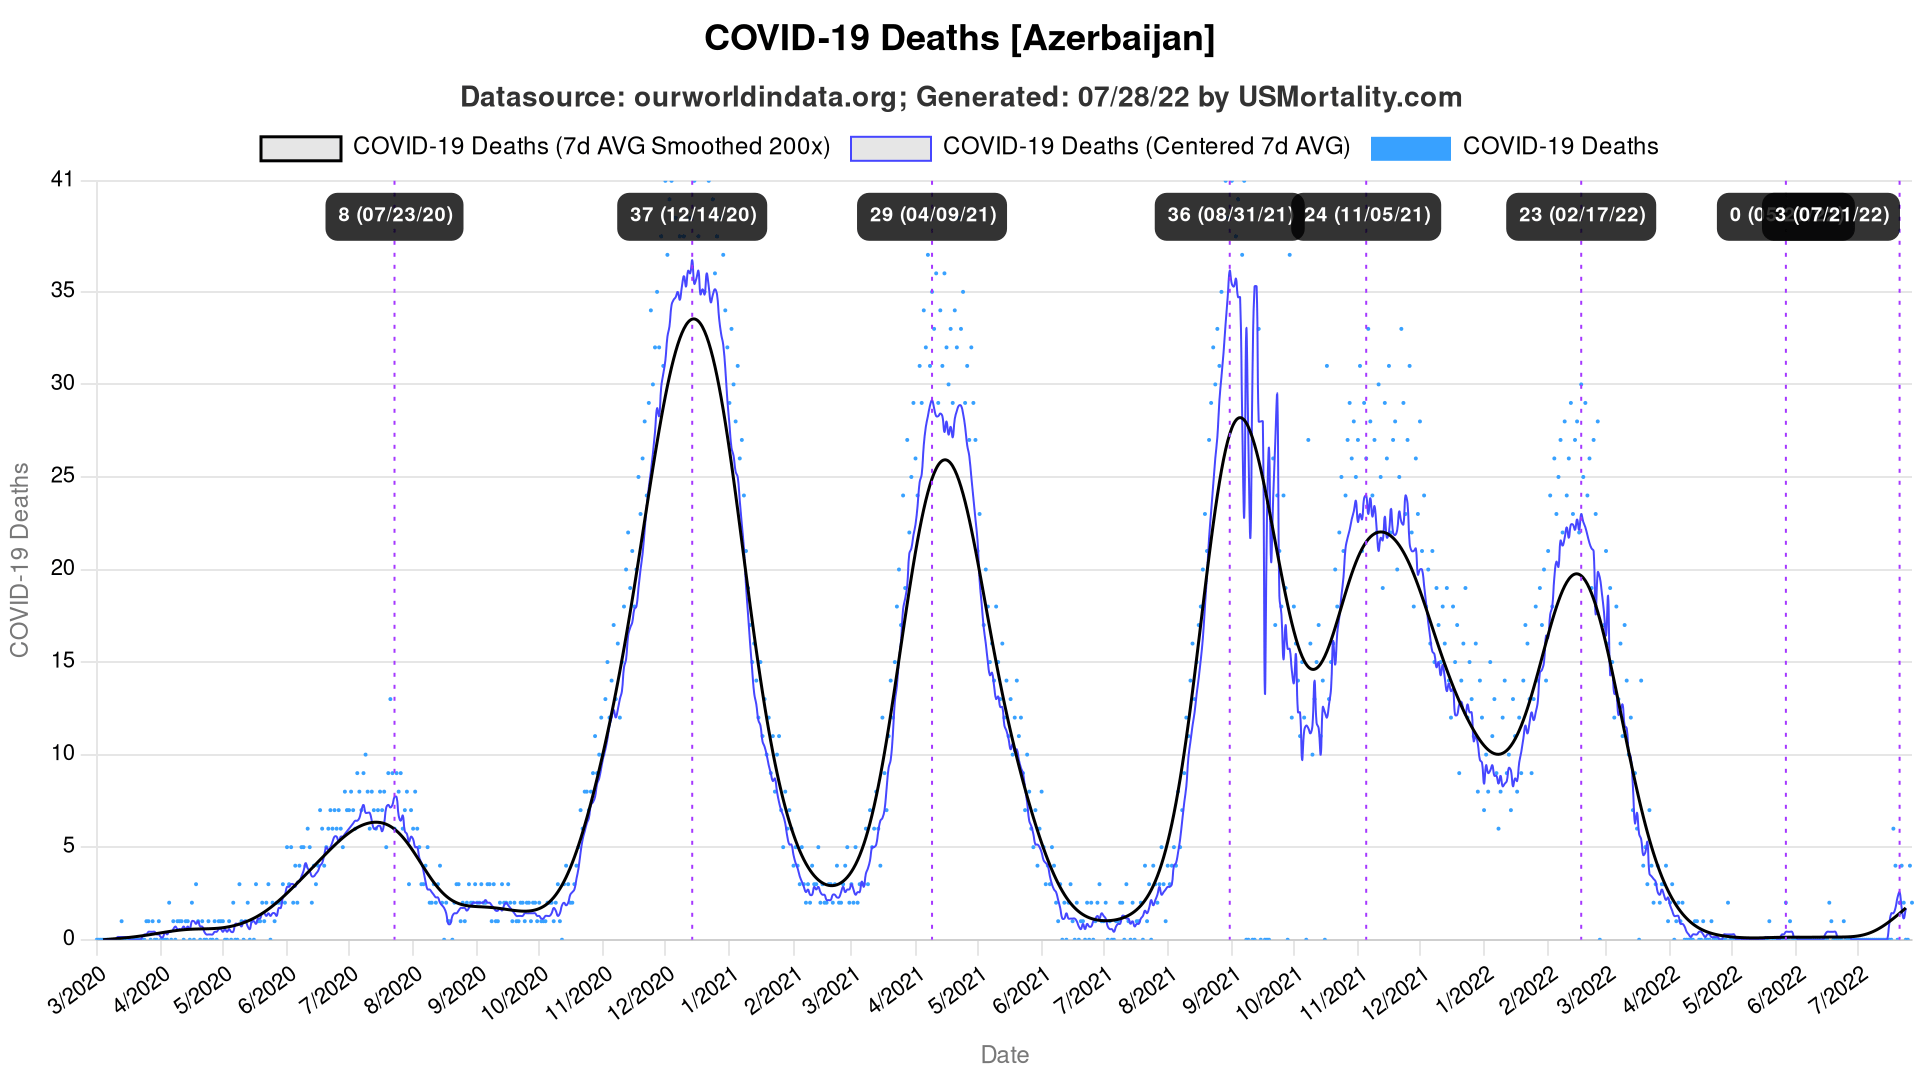 COVID-19 Deaths [Azerbaijan]
Datasource: ourworldindata.org; Generated: 07/28/22 by USMortality.com
COVID-19 Deaths (7d AVG Smoothed 200x) COVID-19 Deaths (Centered 7d AVG) COVID-19 Deaths
41
8 (07/23/20) 37 (12/14/20) 29 (04/09/21) 36 (08/31/21) 24 (11/05/21) 23 (02/17/22) 0 3 (07/21/22)
35
30
25
20
15
10
5
0
COVID-19 Deaths
3/2020 4/2020 5/2020 6/2020 7/2020 8/2020 9/2020 10/2020 11/2020 12/2020 1/2021 2/2021 3/2021 4/2021 5/2021 6/2021 7/2021 8/2021 9/2021 10/2021 11/2021 12/2021 1/2022 2/2022 3/2022 4/2022 5/2022 6/2022 7/2022
Date